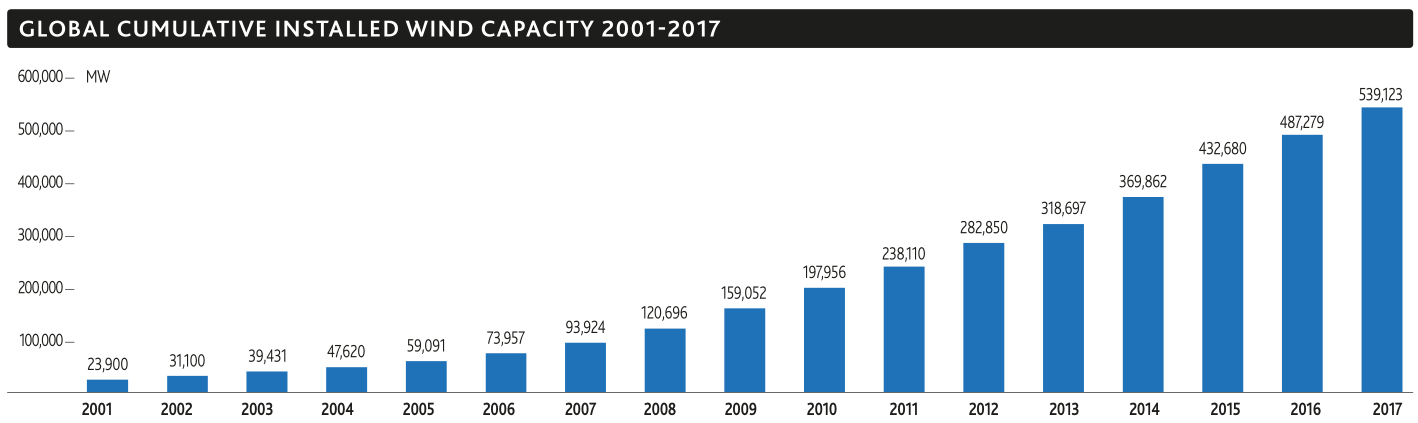 GLOBAL CUMULATIVE INSTALLED WIND CAPACITY 2001-2017
600,000 MW
500,000
400,000
300,000
200,000
100,000
23,900 31,100 39,431 47,620 59,091 73,957 93,924 120,696 159,052 197,956 238,110 282,850 318,697 369,862 432,680 487,279 539,123
2001 2002 2003 2004 2005 2006 2007 2008 2009 2010 2011 2012 2013 2014 2015 2016 2017